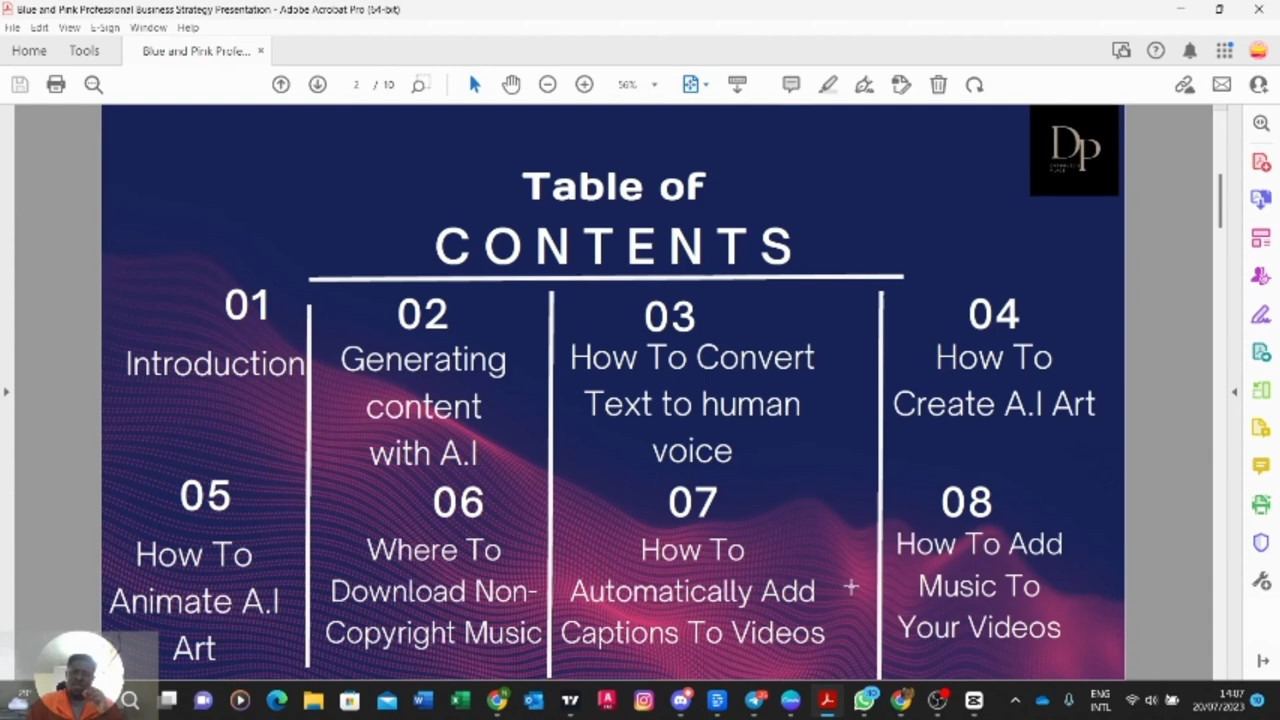 Blue and Pink Professional Business Strategy Presentation - Adobe Acrobat Pro (64-bit)
File Edit View E-Sign Window Help
Home Tools Blue and Pink Profe... ×
2 / 10 56%
Dp
Table of
CONTENTS
01
Introduction
02
Generating
content
with A.I
03
How To Convert
Text to human
voice
04
How To
Create A.I Art
05
How To
Animate A.I
Art
06
Where To
Download Non-
Copyright Music
07
How To
Automatically Add
Captions To Videos
08
How To Add
Music To
Your Videos
ENG
INTL
14:07
20/07/2023